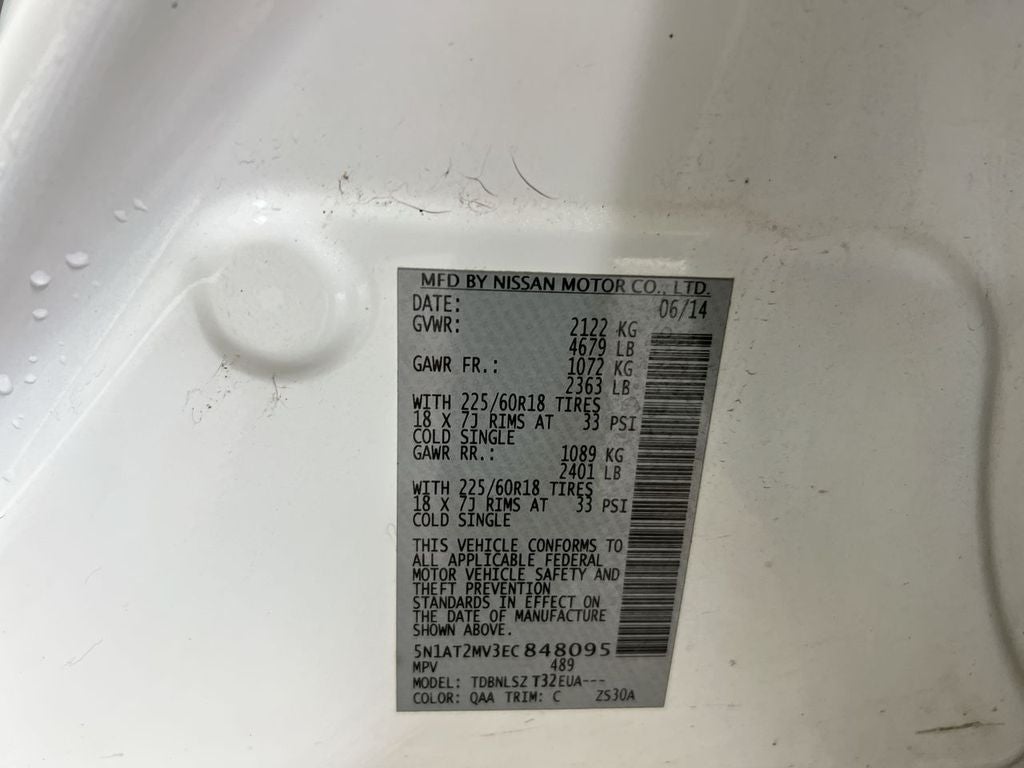 MFD BY NISSAN MOTOR CO., LTD.
DATE: 06/14
GVWR: 2122 KG
4679 LB
GAWR FR.: 1072 KG
2363 LB
WITH 225/60R18 TIRES
18 X 7J RIMS AT 33 PSI
COLD SINGLE
GAWR RR.: 1089 KG
2401 LB
WITH 225/60R18 TIRES
18 X 7J RIMS AT 33 PSI
COLD SINGLE
THIS VEHICLE CONFORMS TO
ALL APPLICABLE FEDERAL
MOTOR VEHICLE SAFETY AND
THEFT PREVENTION
STANDARDS IN EFFECT ON
THE DATE OF MANUFACTURE
SHOWN ABOVE.
5N1AT2MV3EC848095
MPV 489
MODEL: TDBNLSZ T32EUA---
COLOR: QAA TRIM: C ZS30A